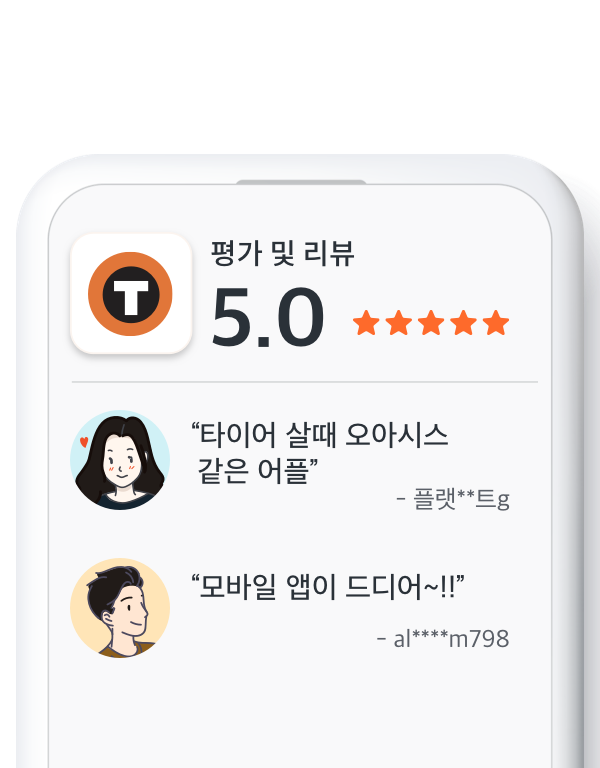 T
평가 및 리뷰
5.0
“타이어 살때 오아시스
같은 어플”
- 플랫**트g
“모바일 앱이 드디어~!!”
- al****m798